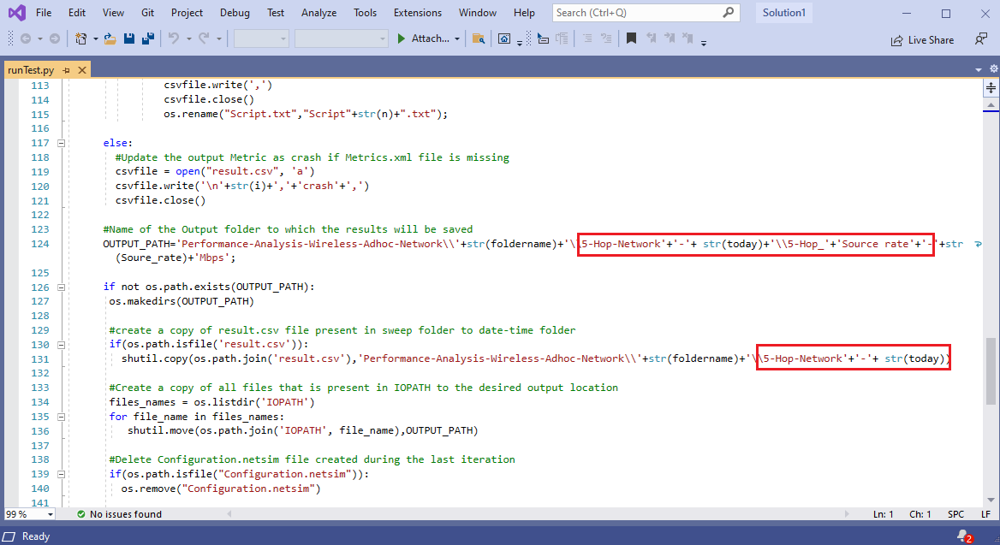 File Edit View Git Project Debug Test Analyze Tools Extensions Window Help Search (Ctrl+Q) Solution1
Attach... Live Share
runTest.py
113 csvfile.write(',')
114 csvfile.close()
115 os.rename("Script.txt","Script"+str(n)+".txt");
116
117 else:
118 #Update the output Metric as crash if Metrics.xml file is missing
119 csvfile = open("result.csv", 'a')
120 csvfile.write('\n'+str(i)+','+'crash'+',')
121 csvfile.close()
122
123 #Name of the Output folder to which the results will be saved
124 OUTPUT_PATH='Performance-Analysis-Wireless-Adhoc-Network\\'+str(foldername)+'\\5-Hop-Network'+'-'+ str(today)+'\\5-Hop_'+'Source rate'+'-'+str
(Soure_rate)+'Mbps';
125
126 if not os.path.exists(OUTPUT_PATH):
127 os.makedirs(OUTPUT_PATH)
128
129 #create a copy of result.csv file present in sweep folder to date-time folder
130 if(os.path.isfile('result.csv')):
131 shutil.copy(os.path.join('result.csv'),'Performance-Analysis-Wireless-Adhoc-Network\\'+str(foldername)+'\\5-Hop-Network'+'-'+ str(today))
132
133 #Create a copy of all files that is present in IOPATH to the desired output location
134 files_names = os.listdir('IOPATH')
135 for file_name in files_names:
136 shutil.move(os.path.join('IOPATH', file_name),OUTPUT_PATH)
137
138 #Delete Configuration.netsim file created during the last iteration
139 if(os.path.isfile("Configuration.netsim")):
140 os.remove("Configuration.netsim")
141
99 % No issues found Ln: 1 Ch: 1 SPC LF
Ready 2